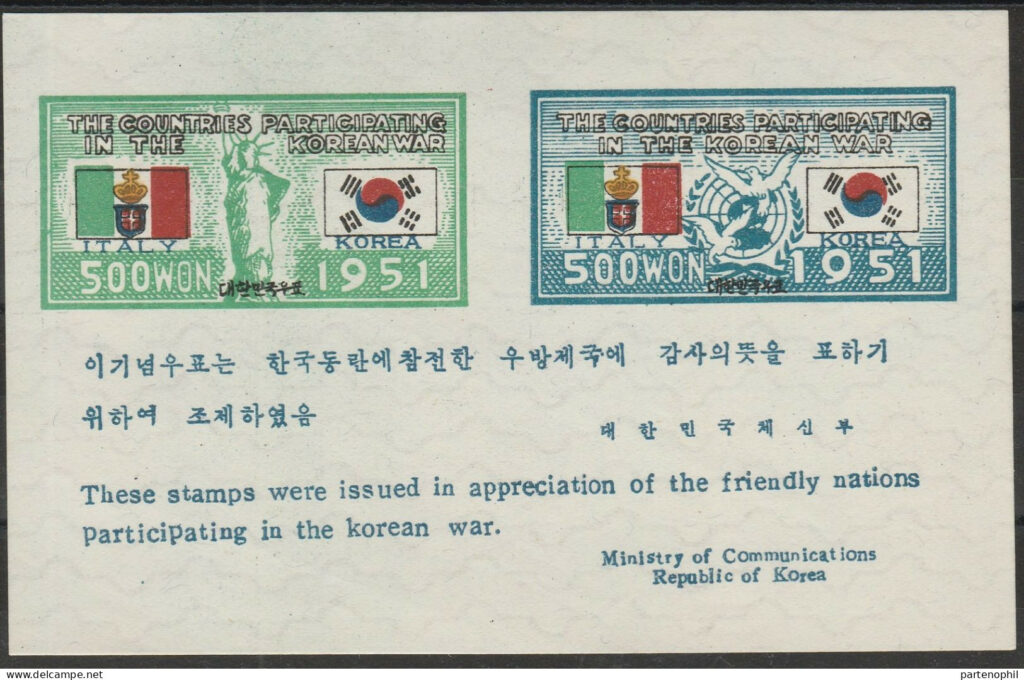 THE COUNTRIES PARTICIPATING
IN THE KOREAN WAR
ITALY
KOREA
500WON 1951
대한민국우표
THE COUNTRIES PARTICIPATING
IN THE KOREAN WAR
ITALY
KOREA
500WON 1951
대한민국우표
이기념우표는 한국동란에참전한 우방제국에 감사의뜻을 표하기
위하여 조제하였음
대한민국체신부
These stamps were issued in appreciation of the friendly nations
participating in the korean war.
Ministry of Communications
Republic of Korea
©delcampe.net
partenophil